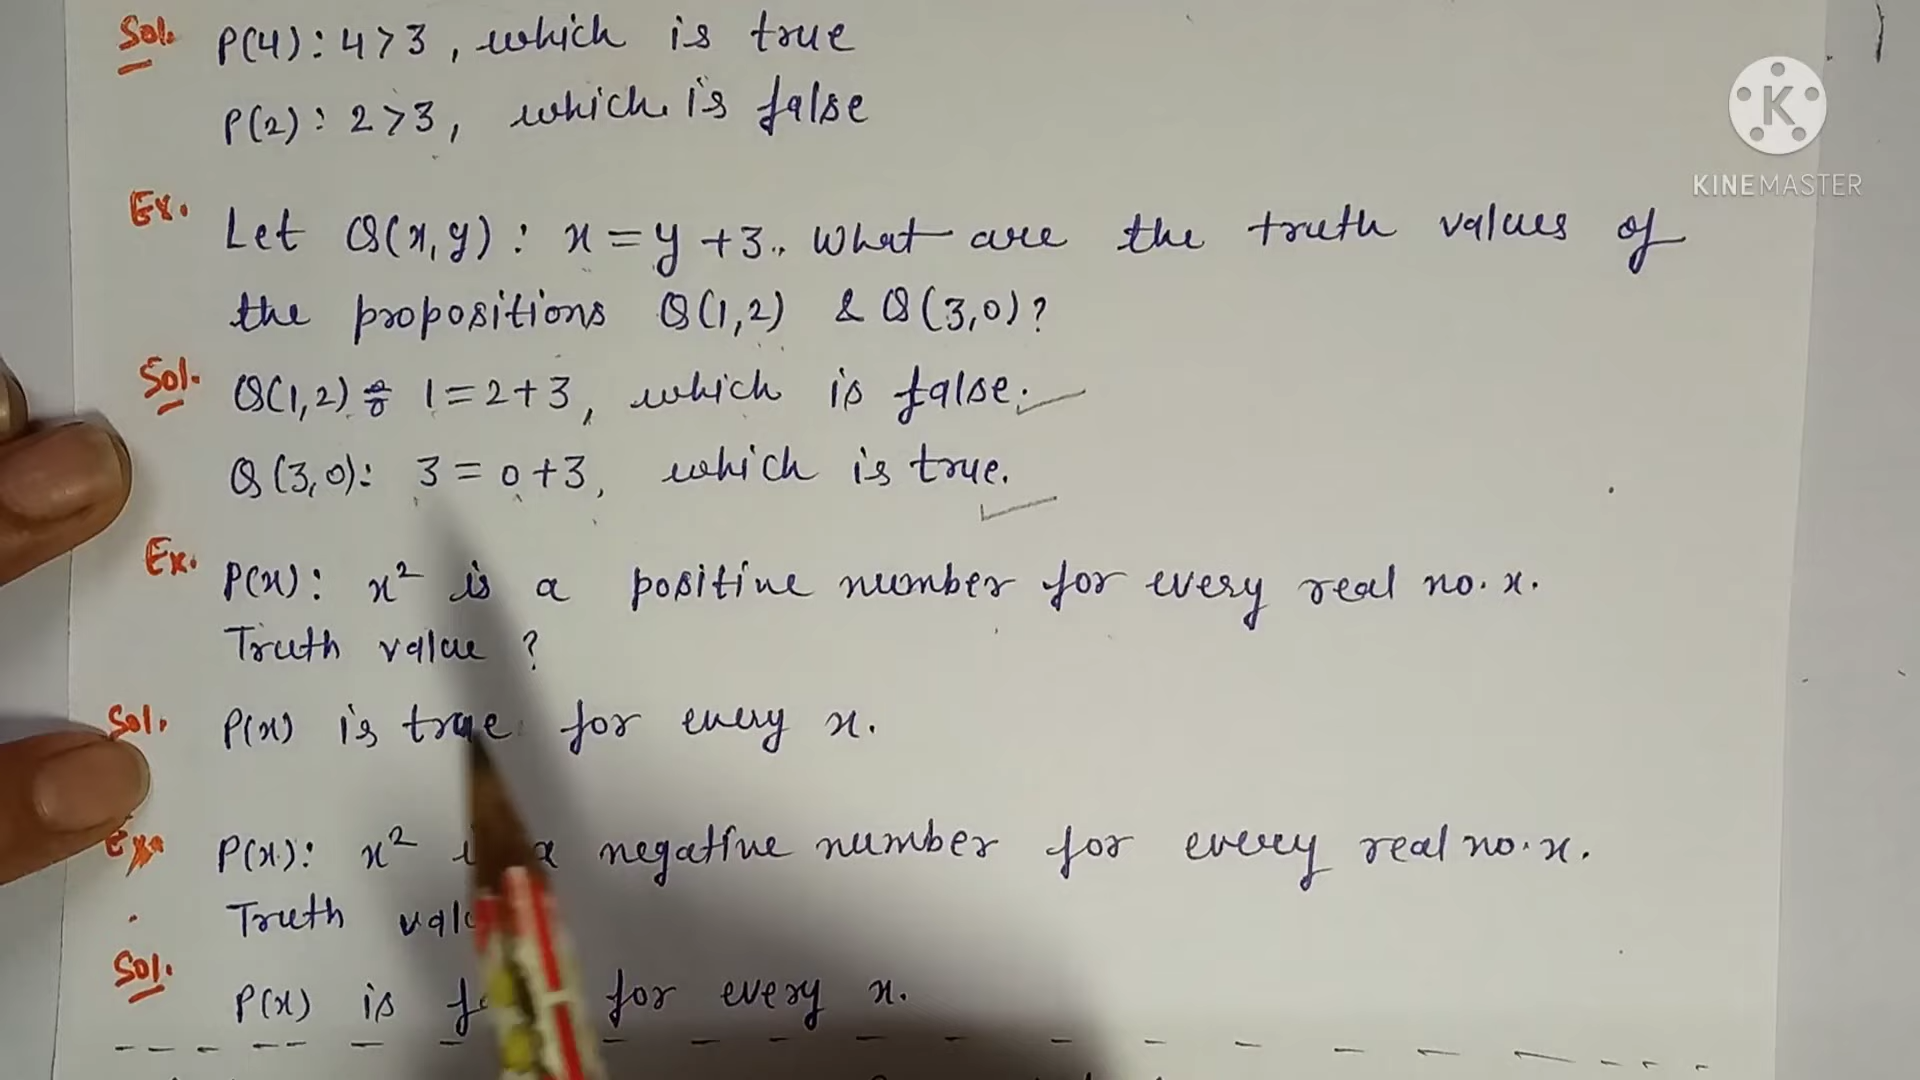 Sol. P(4): 4>3, which is true
P(2): 2>3, which is false
KINEMASTER
Ex. Let Q(x,y): x=y+3. What are the truth values of
the propositions Q(1,2) & Q(3,0)?
Sol. Q(1,2): 1=2+3, which is false.
Q(3,0): 3=0+3, which is true.
Ex. P(x): x² is a positive number for every real no. x.
Truth value?
Sol. P(x) is true for every x.
Ex. P(x): x² a negative number for every real no. x.
Truth
Sol. P(x) is for every x.